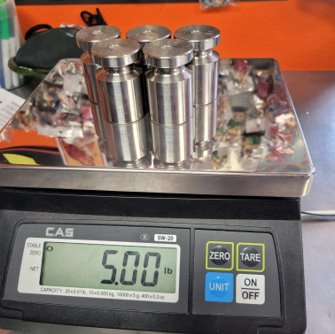 CAS
SW-20
STABLE
ZERO
NET
5.00 lb
ZERO
TARE
UNIT
ON
OFF